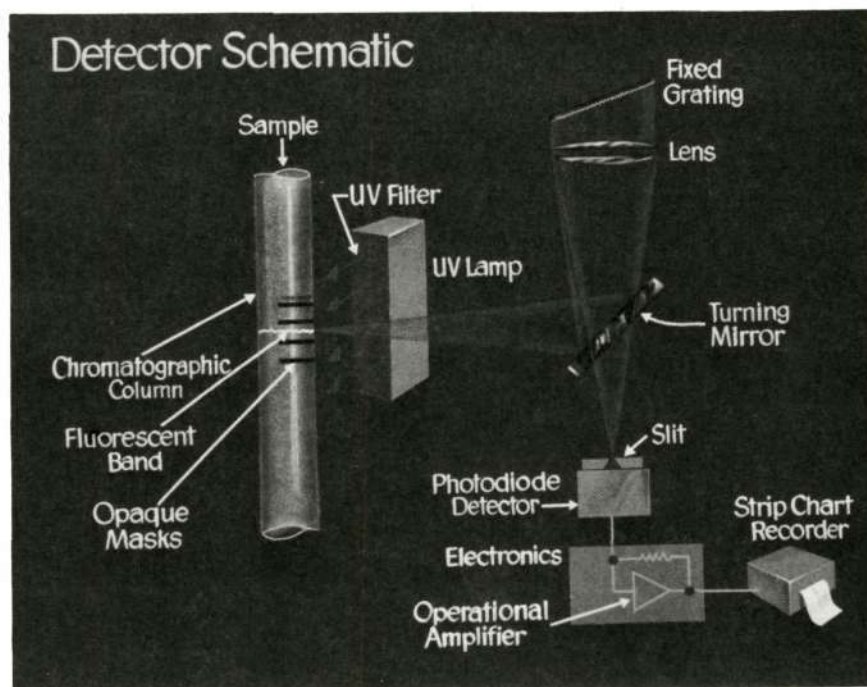 Detector Schematic
Fixed
Grating
Sample
Lens
UV Filter
UV Lamp
Turning
Mirror
Chromatographic
Column
Fluorescent
Band
Slit
Opaque
Masks
Photodiode
Detector
Strip Chart
Recorder
Electronics
Operational
Amplifier